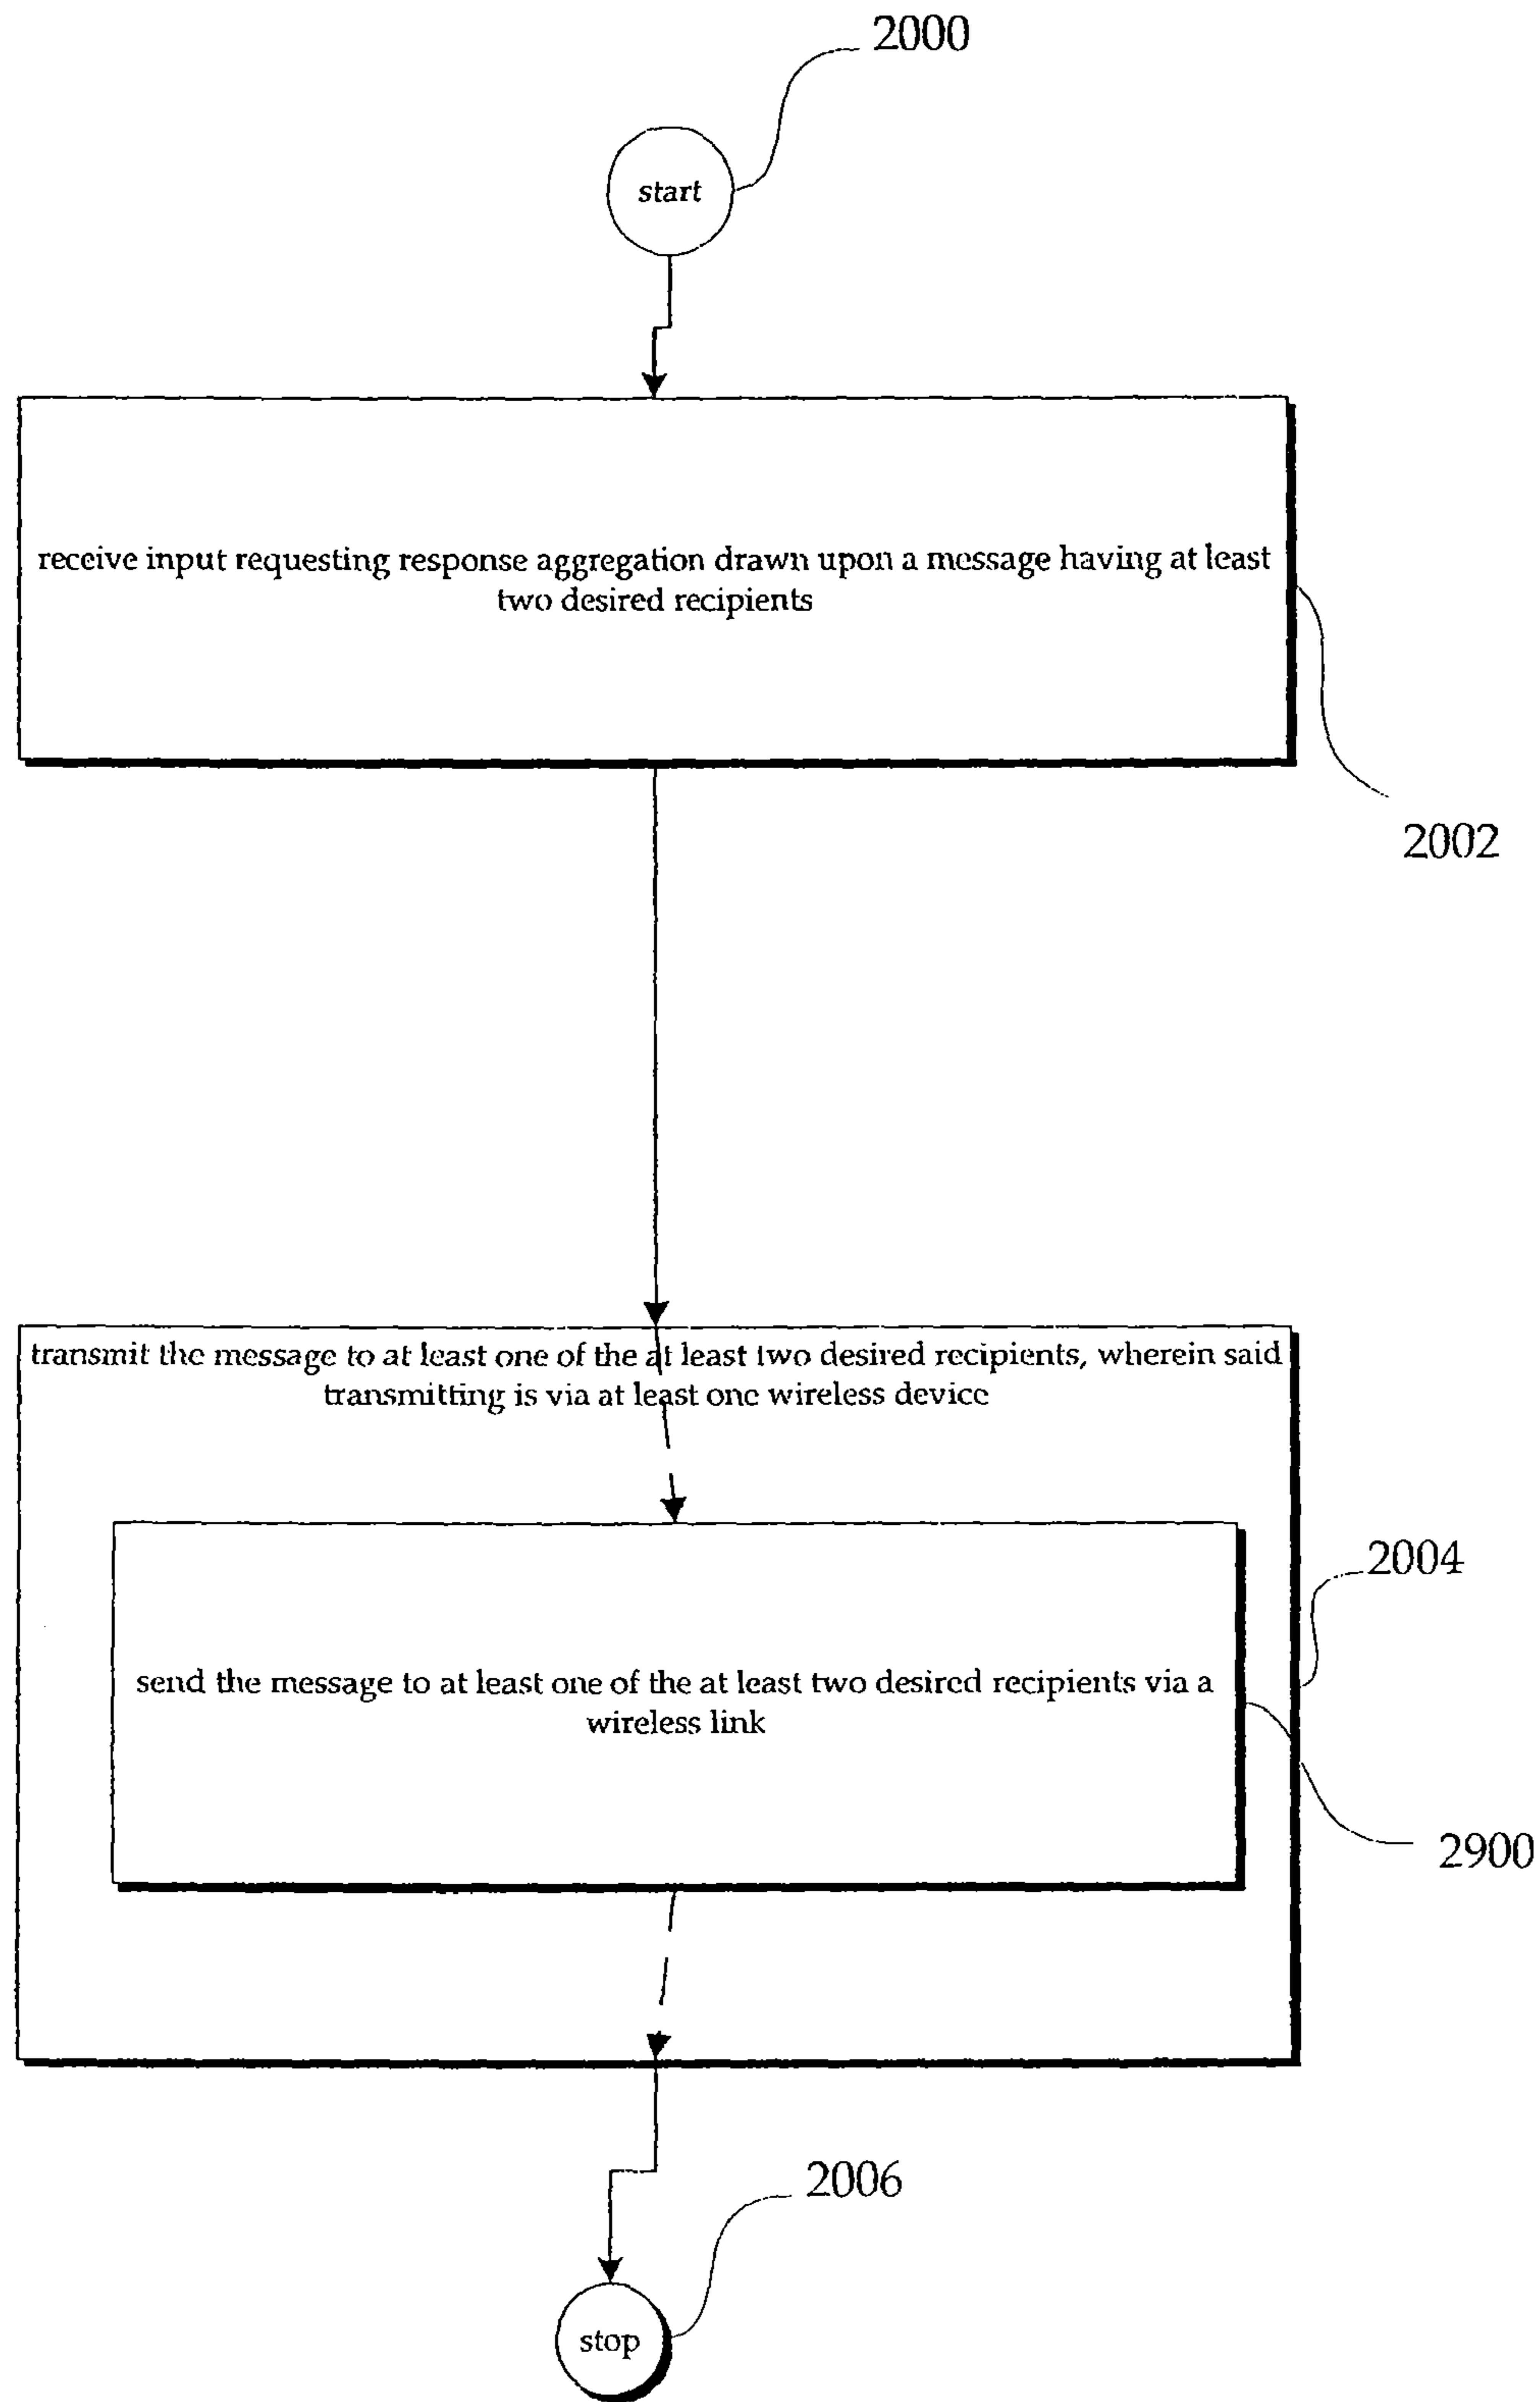 2000
start
receive input requesting response aggregation drawn upon a message having at least
two desired recipients
2002
transmit the message to at least one of the at least two desired recipients, wherein said
transmitting is via at least one wireless device
2004
send the message to at least one of the at least two desired recipients via a
wireless link
2900
2006
stop